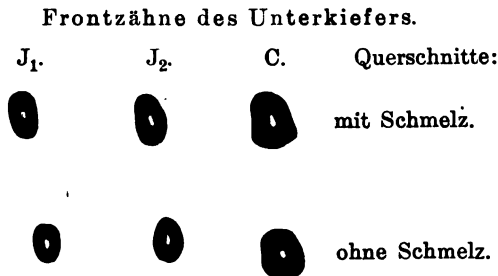 Frontzähne des Unterkiefers.
J₁. J₂. C. Querschnitte:
mit Schmelz.
ohne Schmelz.